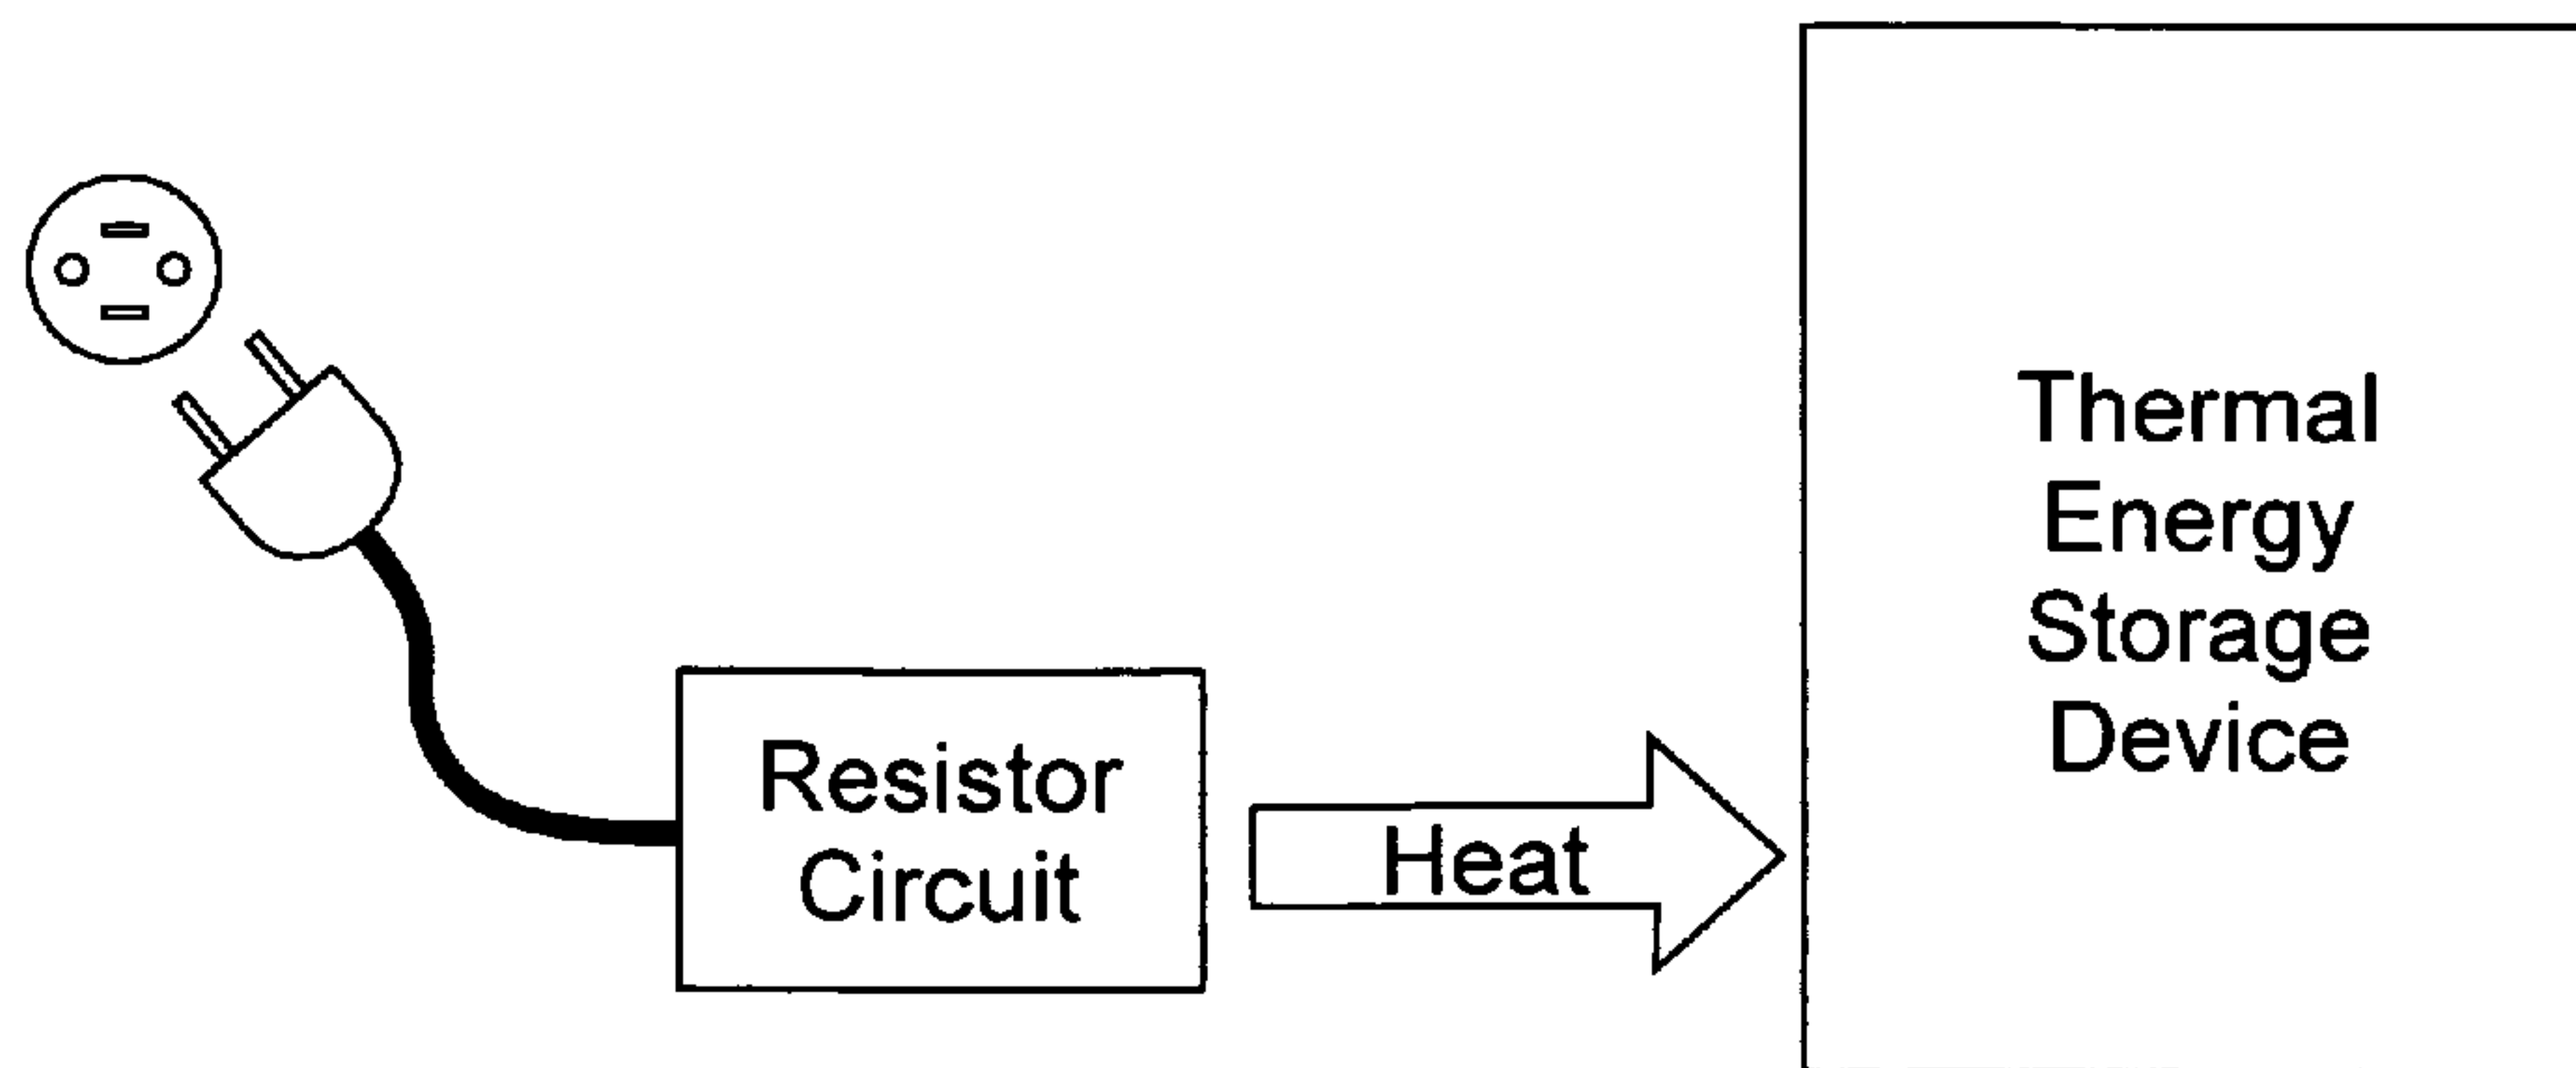 Resistor
Circuit
Heat
Thermal
Energy
Storage
Device